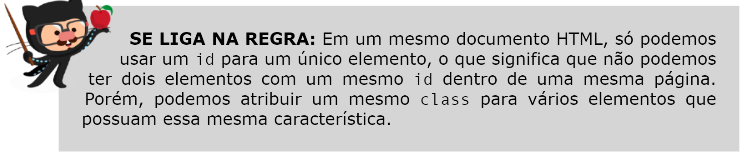 SE LIGA NA REGRA: Em um mesmo documento HTML, só podemos
usar um id para um único elemento, o que significa que não podemos
ter dois elementos com um mesmo id dentro de uma mesma página.
Porém, podemos atribuir um mesmo class para vários elementos que
possuam essa mesma característica.